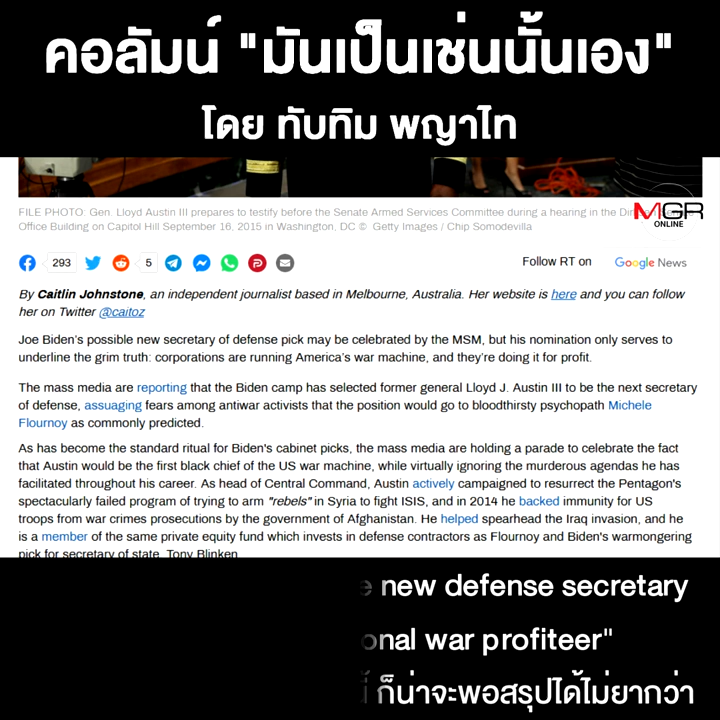 คอลัมน์ "มันเป็นเช่นนั้นเอง"
โดย ทับทิม พญาไท
FILE PHOTO: Gen. Lloyd Austin III prepares to testify before the Senate Armed Services Committee during a hearing in the
Office Building on Capitol Hill September 16, 2015 in Washington, DC © Getty Images / Chip Somodevilla
MGR
ONLINE
293
5
Follow RT on Google News
By Caitlin Johnstone, an independent journalist based in Melbourne, Australia. Her website is here and you can follow
her on Twitter @caitoz
Joe Biden's possible new secretary of defense pick may be celebrated by the MSM, but his nomination only serves to
underline the grim truth: corporations are running America's war machine, and they're doing it for profit.
The mass media are reporting that the Biden camp has selected former general Lloyd J. Austin III to be the next secretary
of defense, assuaging fears among antiwar activists that the position would go to bloodthirsty psychopath Michele
Flournoy as commonly predicted.
As has become the standard ritual for Biden's cabinet picks, the mass media are holding a parade to celebrate the fact
that Austin would be the first black chief of the US war machine, while virtually ignoring the murderous agendas he has
facilitated throughout his career. As head of Central Command, Austin actively campaigned to resurrect the Pentagon's
spectacularly failed program of trying to arm "rebels" in Syria to fight ISIS, and in 2014 he backed immunity for US
troops from war crimes prosecutions by the government of Afghanistan. He helped spearhead the Iraq invasion, and he
is a member of the same private equity fund which invests in defense contractors as Flournoy and Biden's warmongering
pick for secretary of state, Tony Blinken
new defense secretary
onal war profiteer"
ก็น่าจะพอสรุปได้ไม่ยากว่า